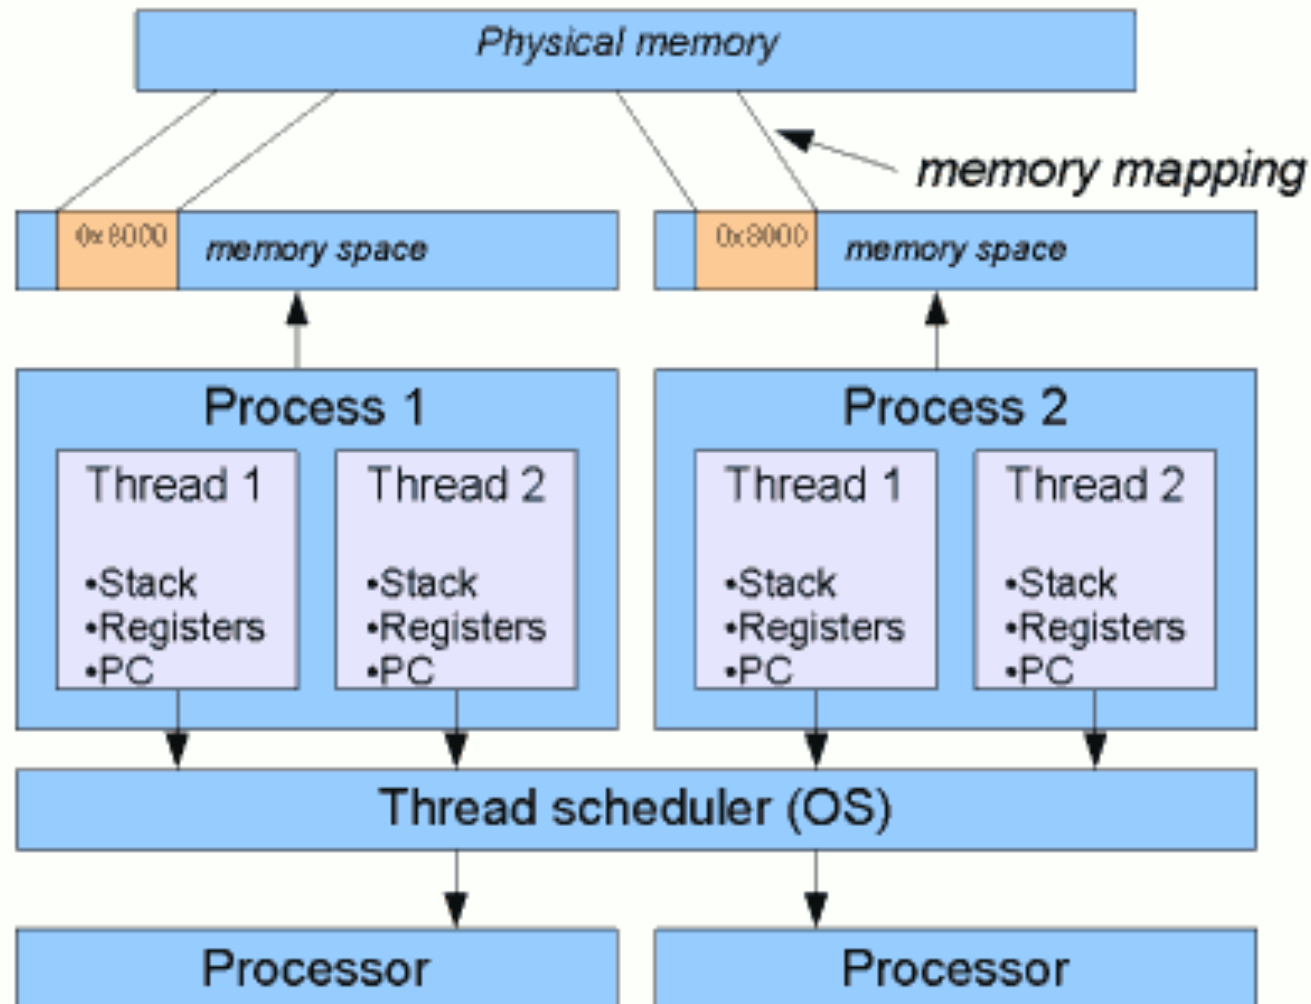 Physical memory
memory mapping
0x8000 memory space
0x8000 memory space
Process 1
Process 2
Thread 1
Thread 2
Thread 1
Thread 2
•Stack
•Registers
•PC
•Stack
•Registers
•PC
•Stack
•Registers
•PC
•Stack
•Registers
•PC
Thread scheduler (OS)
Processor
Processor